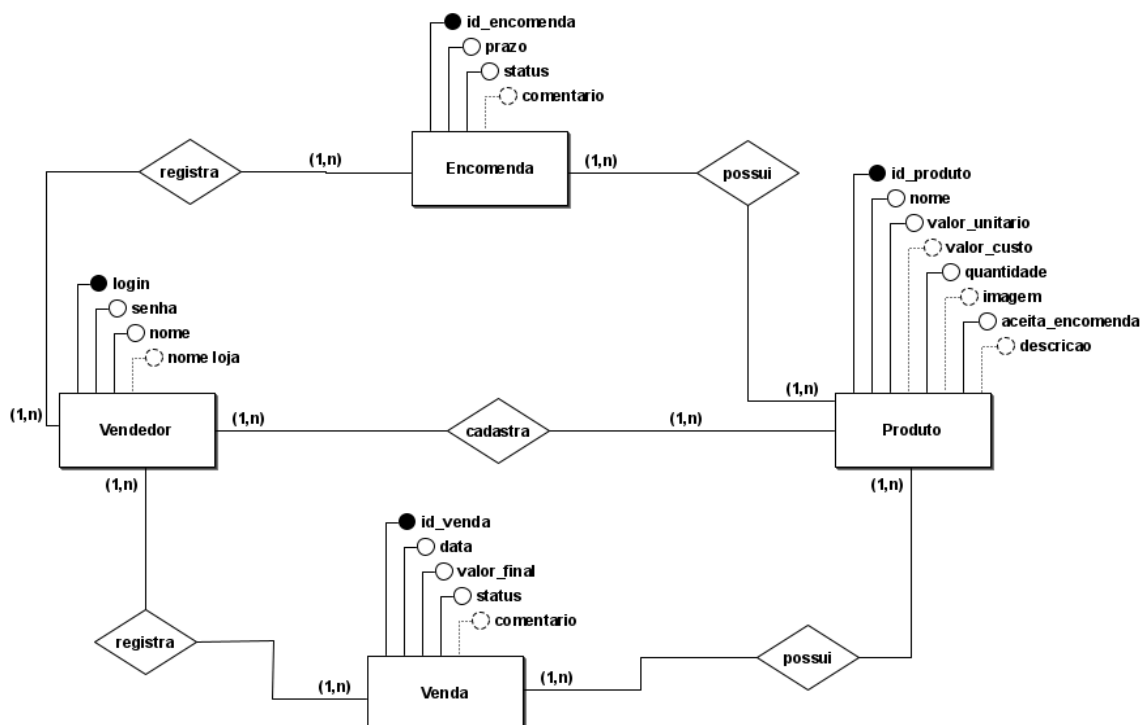 id_encomenda
prazo
status
comentario
registra
(1,n)
Encomenda
(1,n)
possui
id_produto
nome
valor_unitario
valor_custo
quantidade
imagem
aceita_encomenda
descricao
login
senha
nome
nome loja
(1,n)
Vendedor
(1,n)
cadastra
(1,n)
(1,n)
Produto
(1,n)
(1,n)
id_venda
data
valor_final
status
comentario
registra
(1,n)
Venda
(1,n)
possui